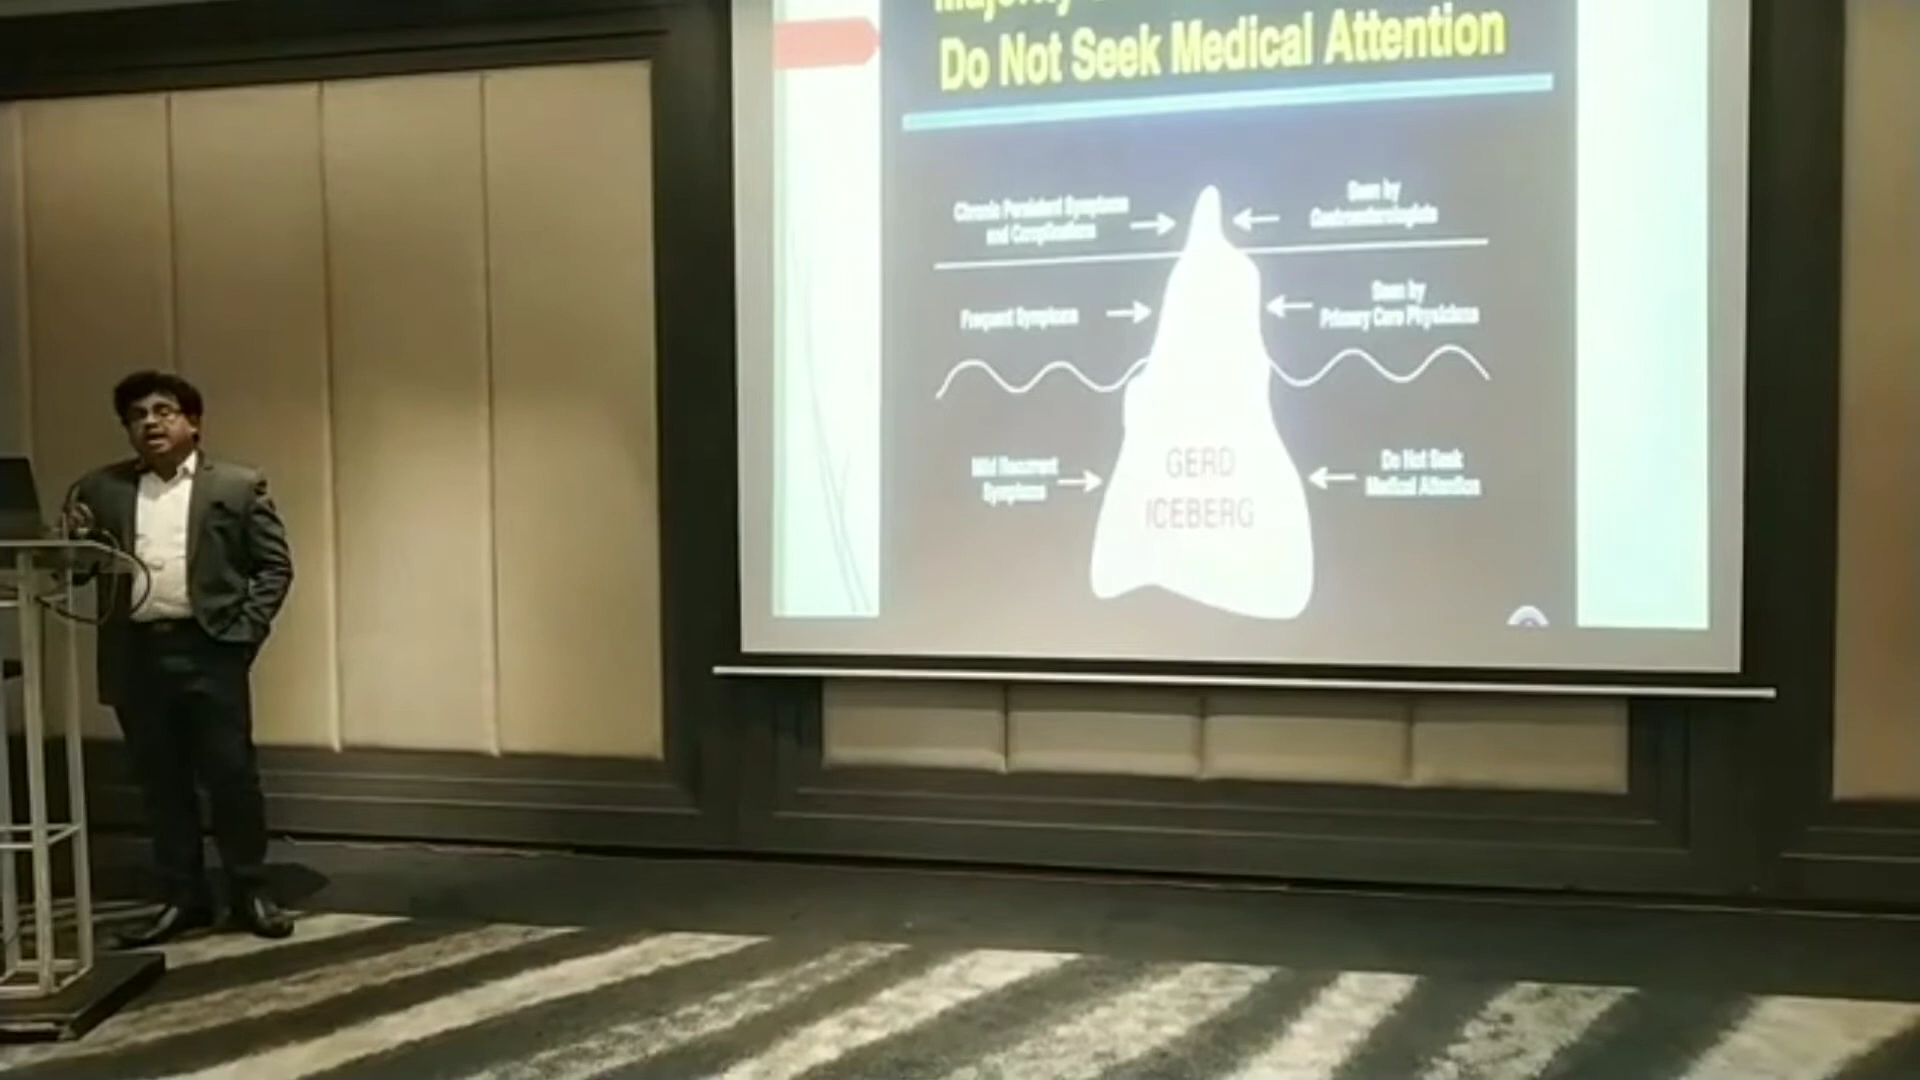 Majority
Do Not Seek Medical Attention
Chronic Persistent Symptoms
and Complications
Seen by
Gastroenterologists
Frequent Symptoms
Seen by
Primary Care Physicians
Mild Recurrent
Symptoms
Do Not Seek
Medical Attention
GERD
ICEBERG